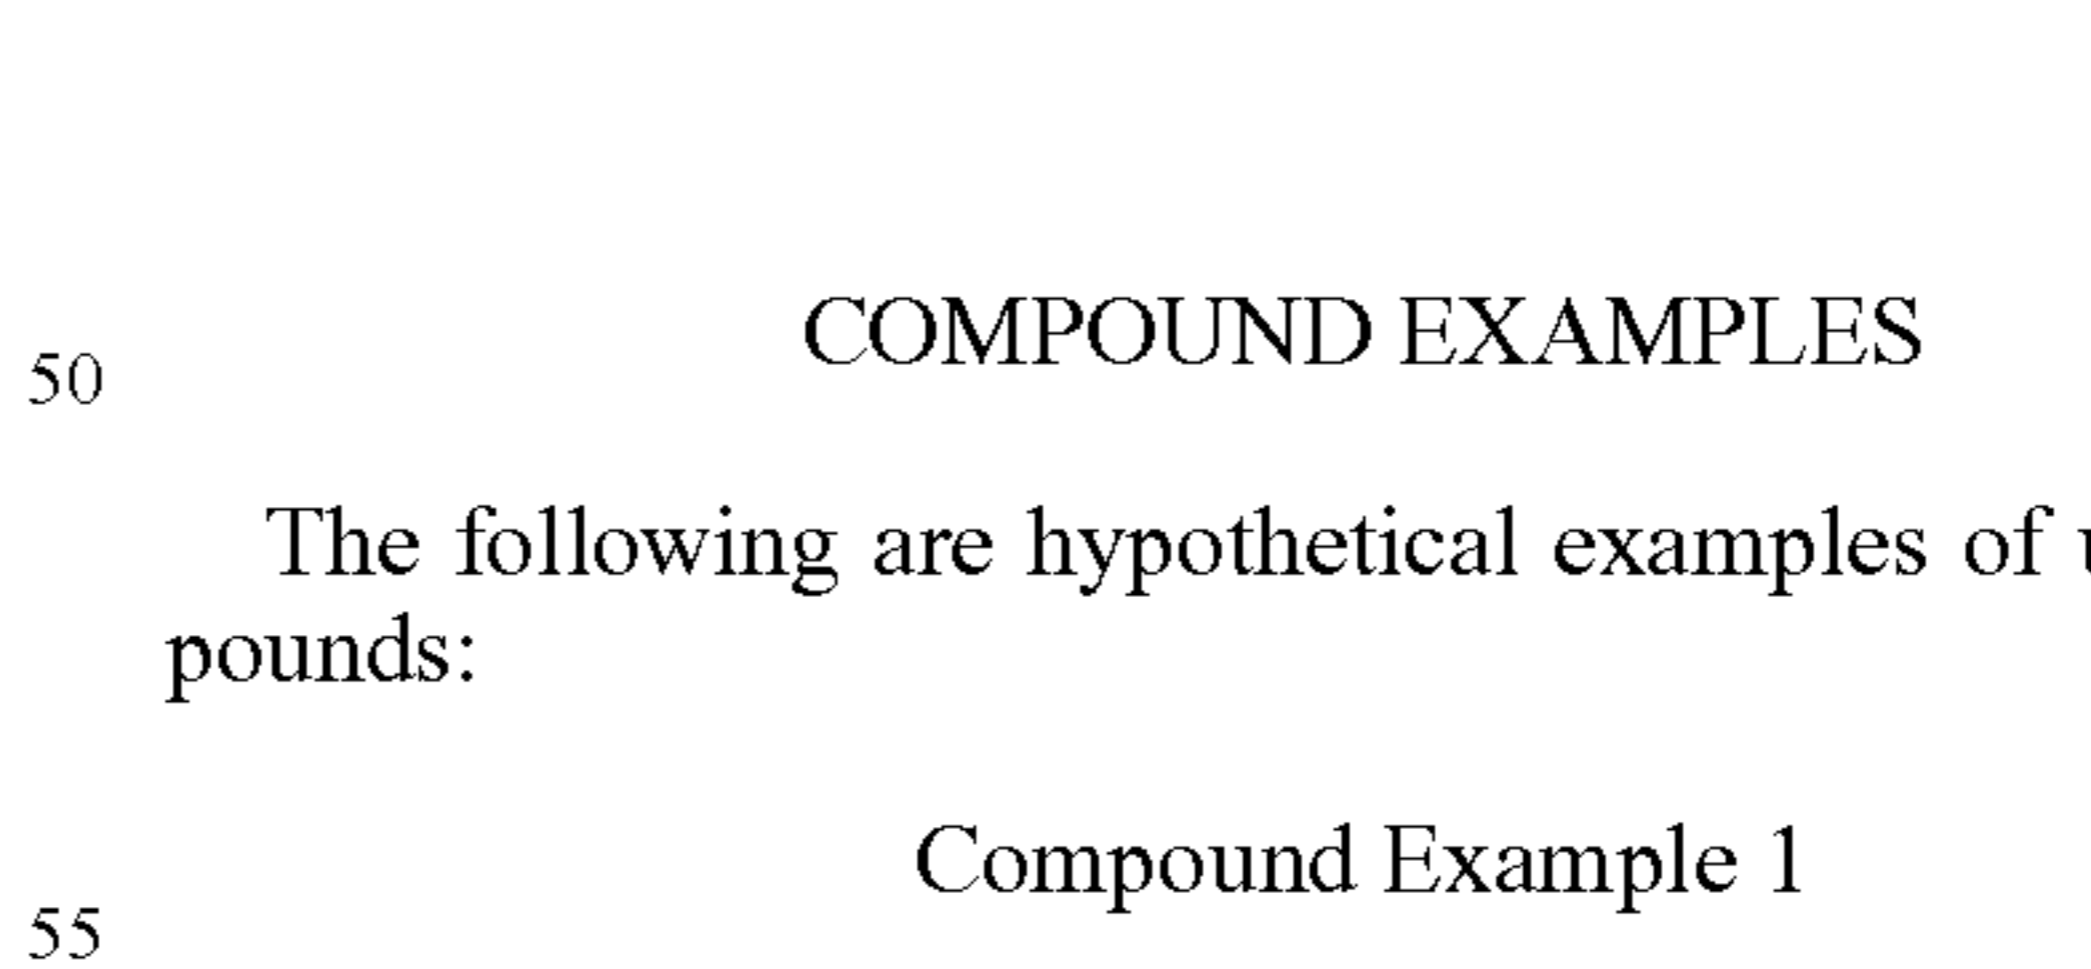 COMPOUND EXAMPLES
50
The following are hypothetical examples of
pounds:
Compound Example 1
55